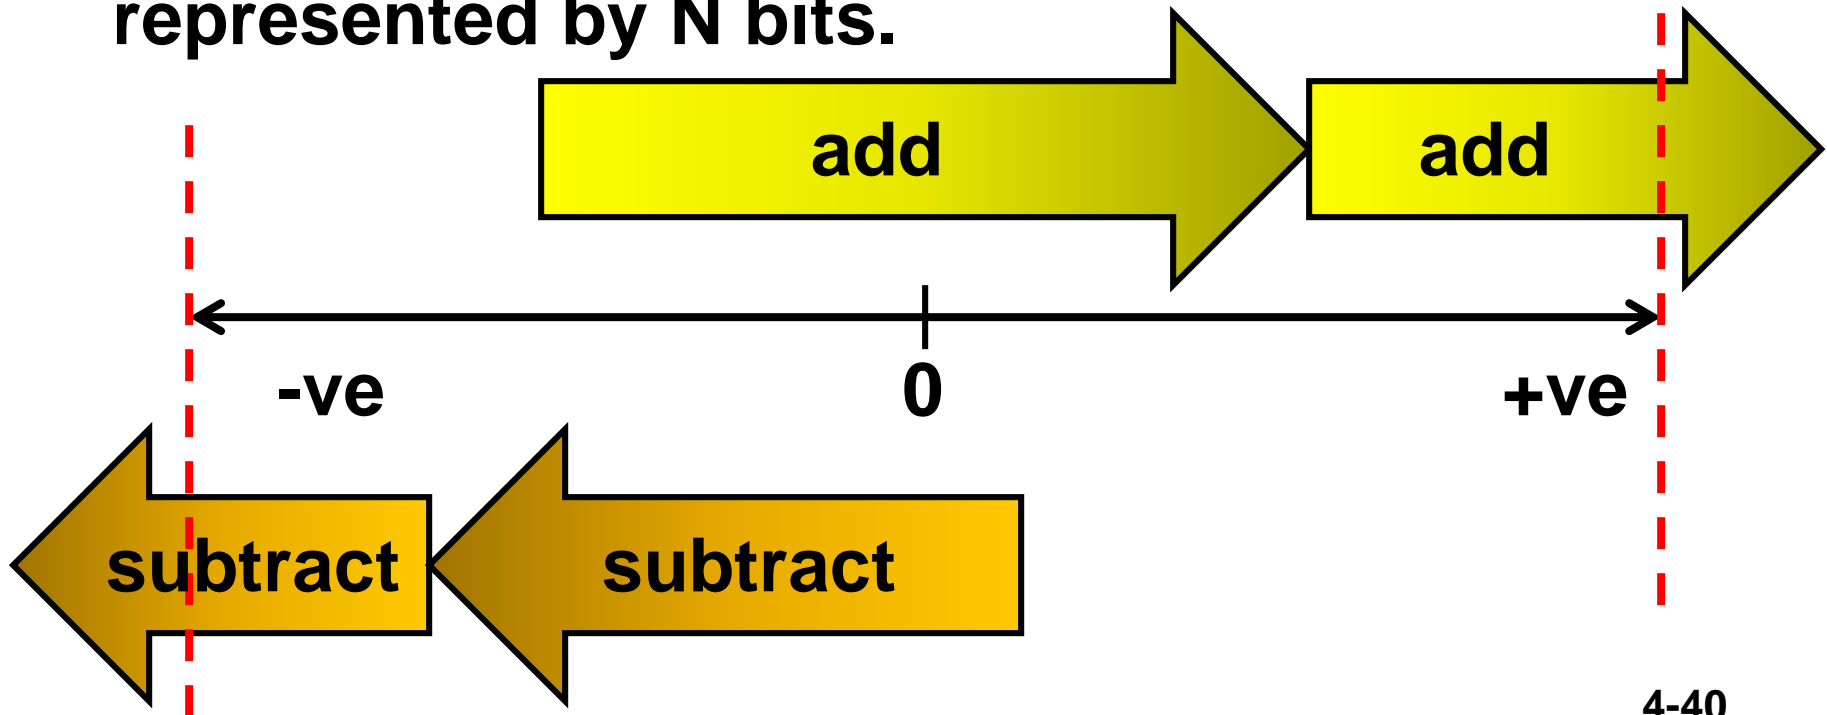 represented by N bits.
add add
-ve 0 +ve
subtract subtract
4-40